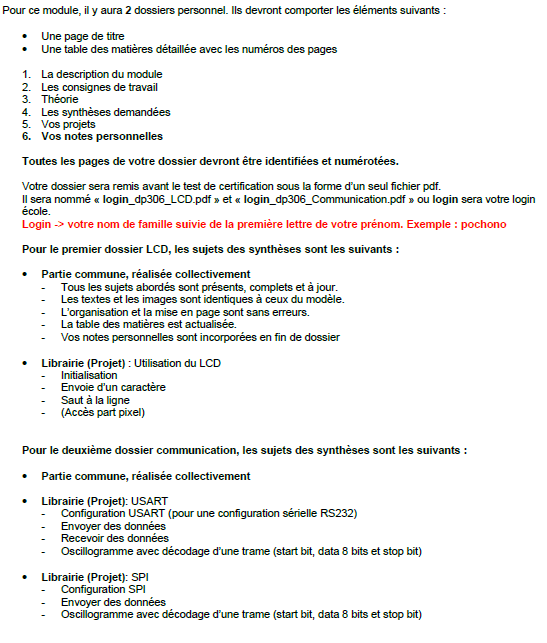 Pour ce module, il y aura 2 dossiers personnel. Ils devront comporter les éléments suivants :
• Une page de titre
• Une table des matières détaillée avec les numéros des pages
1. La description du module
2. Les consignes de travail
3. Théorie
4. Les synthèses demandées
5. Vos projets
6. Vos notes personnelles
Toutes les pages de votre dossier devront être identifiées et numérotées.
Votre dossier sera remis avant le test de certification sous la forme d'un seul fichier pdf.
Il sera nommé « login_dp306_LCD.pdf » et « login_dp306_Communication.pdf » ou login sera votre login
école.
Login -> votre nom de famille suivie de la première lettre de votre prénom. Exemple : pochono
Pour le premier dossier LCD, les sujets des synthèses sont les suivants :
• Partie commune, réalisée collectivement
- Tous les sujets abordés sont présents, complets et à jour.
- Les textes et les images sont identiques à ceux du modèle.
- L'organisation et la mise en page sont sans erreurs.
- La table des matières est actualisée.
- Vos notes personnelles sont incorporées en fin de dossier
• Librairie (Projet) : Utilisation du LCD
- Initialisation
- Envoie d'un caractère
- Saut à la ligne
- (Accès part pixel)
Pour le deuxième dossier communication, les sujets des synthèses sont les suivants :
• Partie commune, réalisée collectivement
• Librairie (Projet): USART
- Configuration USART (pour une configuration sérielle RS232)
- Envoyer des données
- Recevoir des données
- Oscillogramme avec décodage d'une trame (start bit, data 8 bits et stop bit)
• Librairie (Projet): SPI
- Configuration SPI
- Envoyer des données
- Oscillogramme avec décodage d'une trame (start bit, data 8 bits et stop bit)